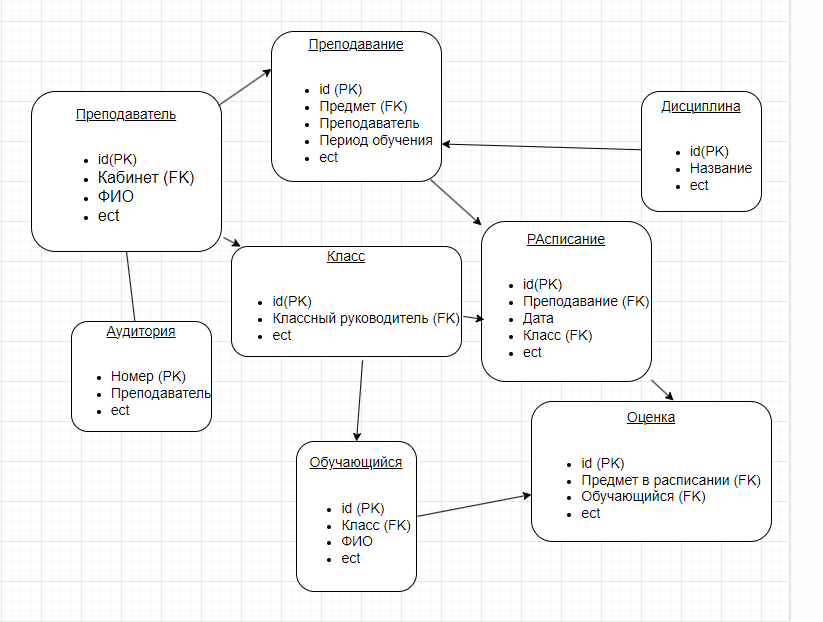 Преподавание
id (PK)
Предмет (FK)
Преподаватель
Период обучения
ect
Преподаватель
id(PK)
Кабинет (FK)
ФИО
ect
Дисциплина
id(PK)
Название
ect
Класс
id(PK)
Классный руководитель (FK)
ect
РАсписание
id(PK)
Преподавание (FK)
Дата
Класс (FK)
ect
Аудитория
Номер (PK)
Преподаватель
ect
Обучающийся
id (PK)
Класс (FK)
ФИО
ect
Оценка
id (PK)
Предмет в расписании (FK)
Обучающийся (FK)
ect